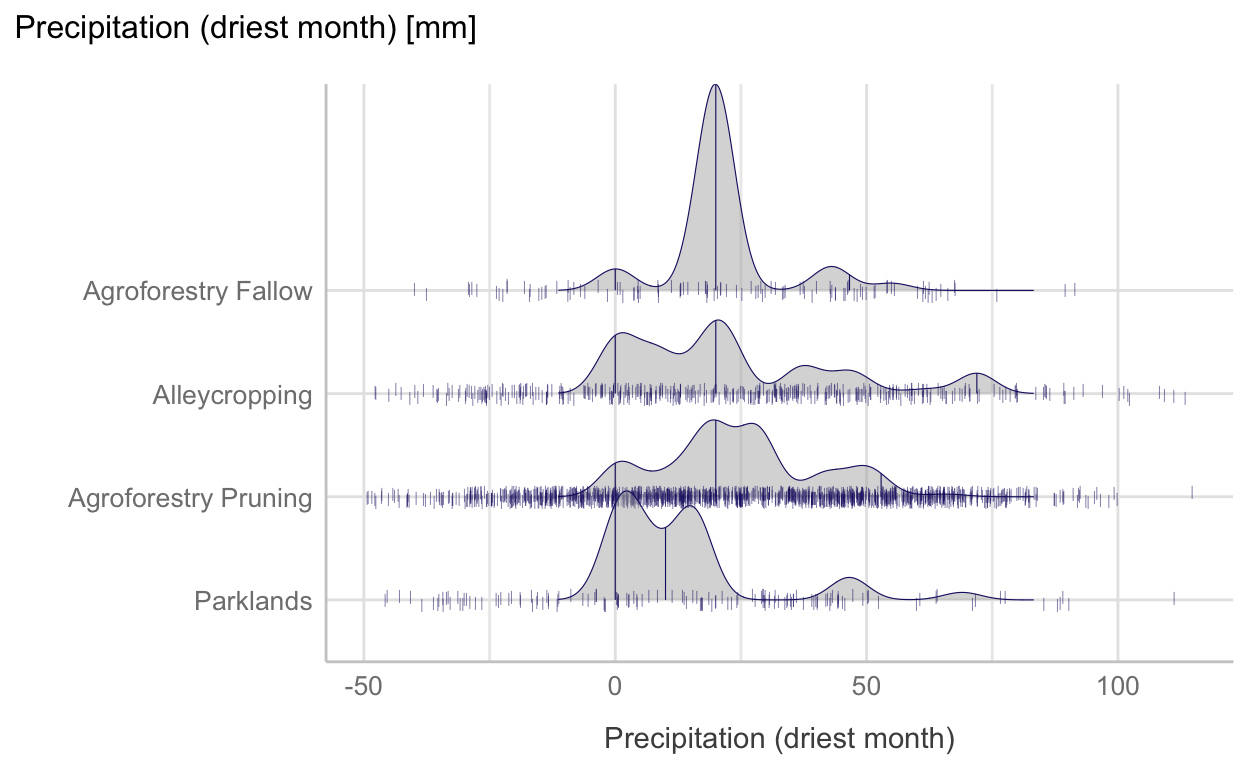 Precipitation (driest month) [mm]
Agroforestry Fallow
Alleycropping
Agroforestry Pruning
Parklands
-50 0 50 100
Precipitation (driest month)